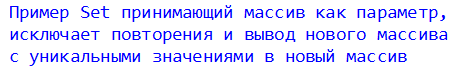 Пример Set принимающий массив как параметр,
исключает повторения и вывод нового массива
с уникальными значениями в новый массив